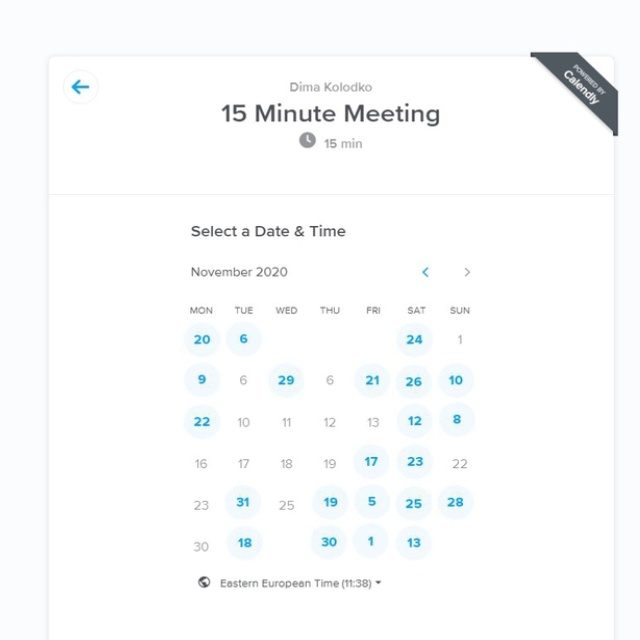 POWERED BY
Calendly
Dima Kolodko
15 Minute Meeting
15 min
Select a Date & Time
November 2020
MON TUE WED THU FRI SAT SUN
20 6 24 1
9 6 29 6 21 26 10
22 10 11 12 13 12 8
16 17 18 19 17 23 22
23 31 25 19 5 25 28
30 18 30 1 13
Eastern European Time (11:38)